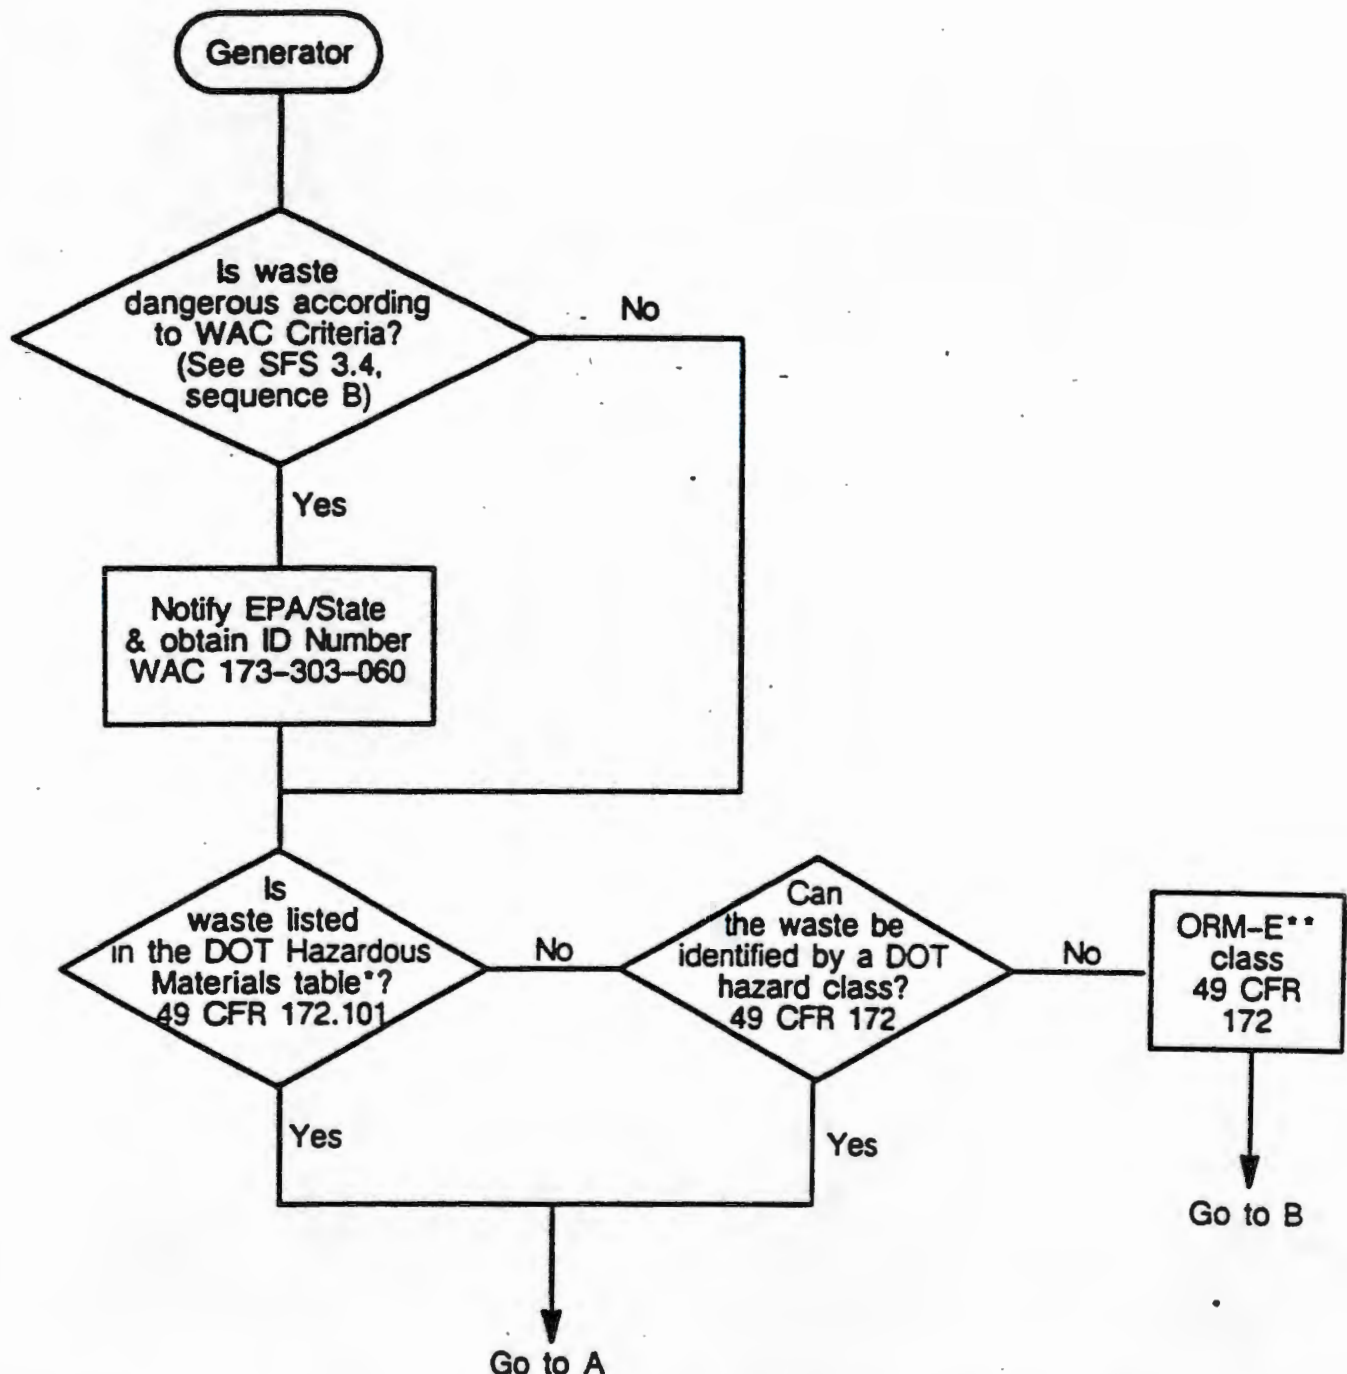 Generator
Is waste
dangerous according
to WAC Criteria?
(See SFS 3.4,
sequence B)
No
Yes
Notify EPA/State
& obtain ID Number
WAC 173-303-060
Is
waste listed
in the DOT Hazardous
Materials table*?
49 CFR 172.101
No
Can
the waste be
identified by a DOT
hazard class?
49 CFR 172
No
ORM-E**
class
49 CFR
172
Yes
Yes
Go to B
Go to A